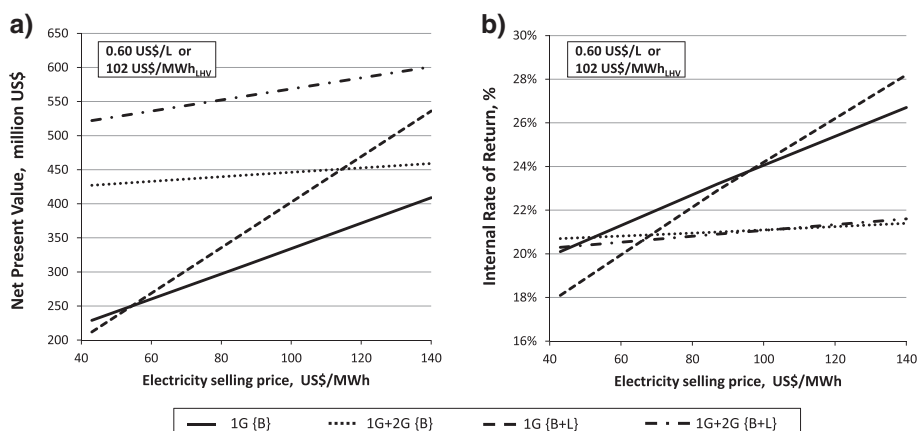 a)
0.60 US$/L or
102 US$/MWhLHV
Net Present Value, million US$
650
600
550
500
450
400
350
300
250
200
40 60 80 100 120 140
Electricity selling price, US$/MWh
b)
0.60 US$/L or
102 US$/MWhLHV
Internal Rate of Return, %
30%
28%
26%
24%
22%
20%
18%
16%
40 60 80 100 120 140
Electricity selling price, US$/MWh
1G {B} 1G+2G {B} 1G {B+L} 1G+2G {B+L}